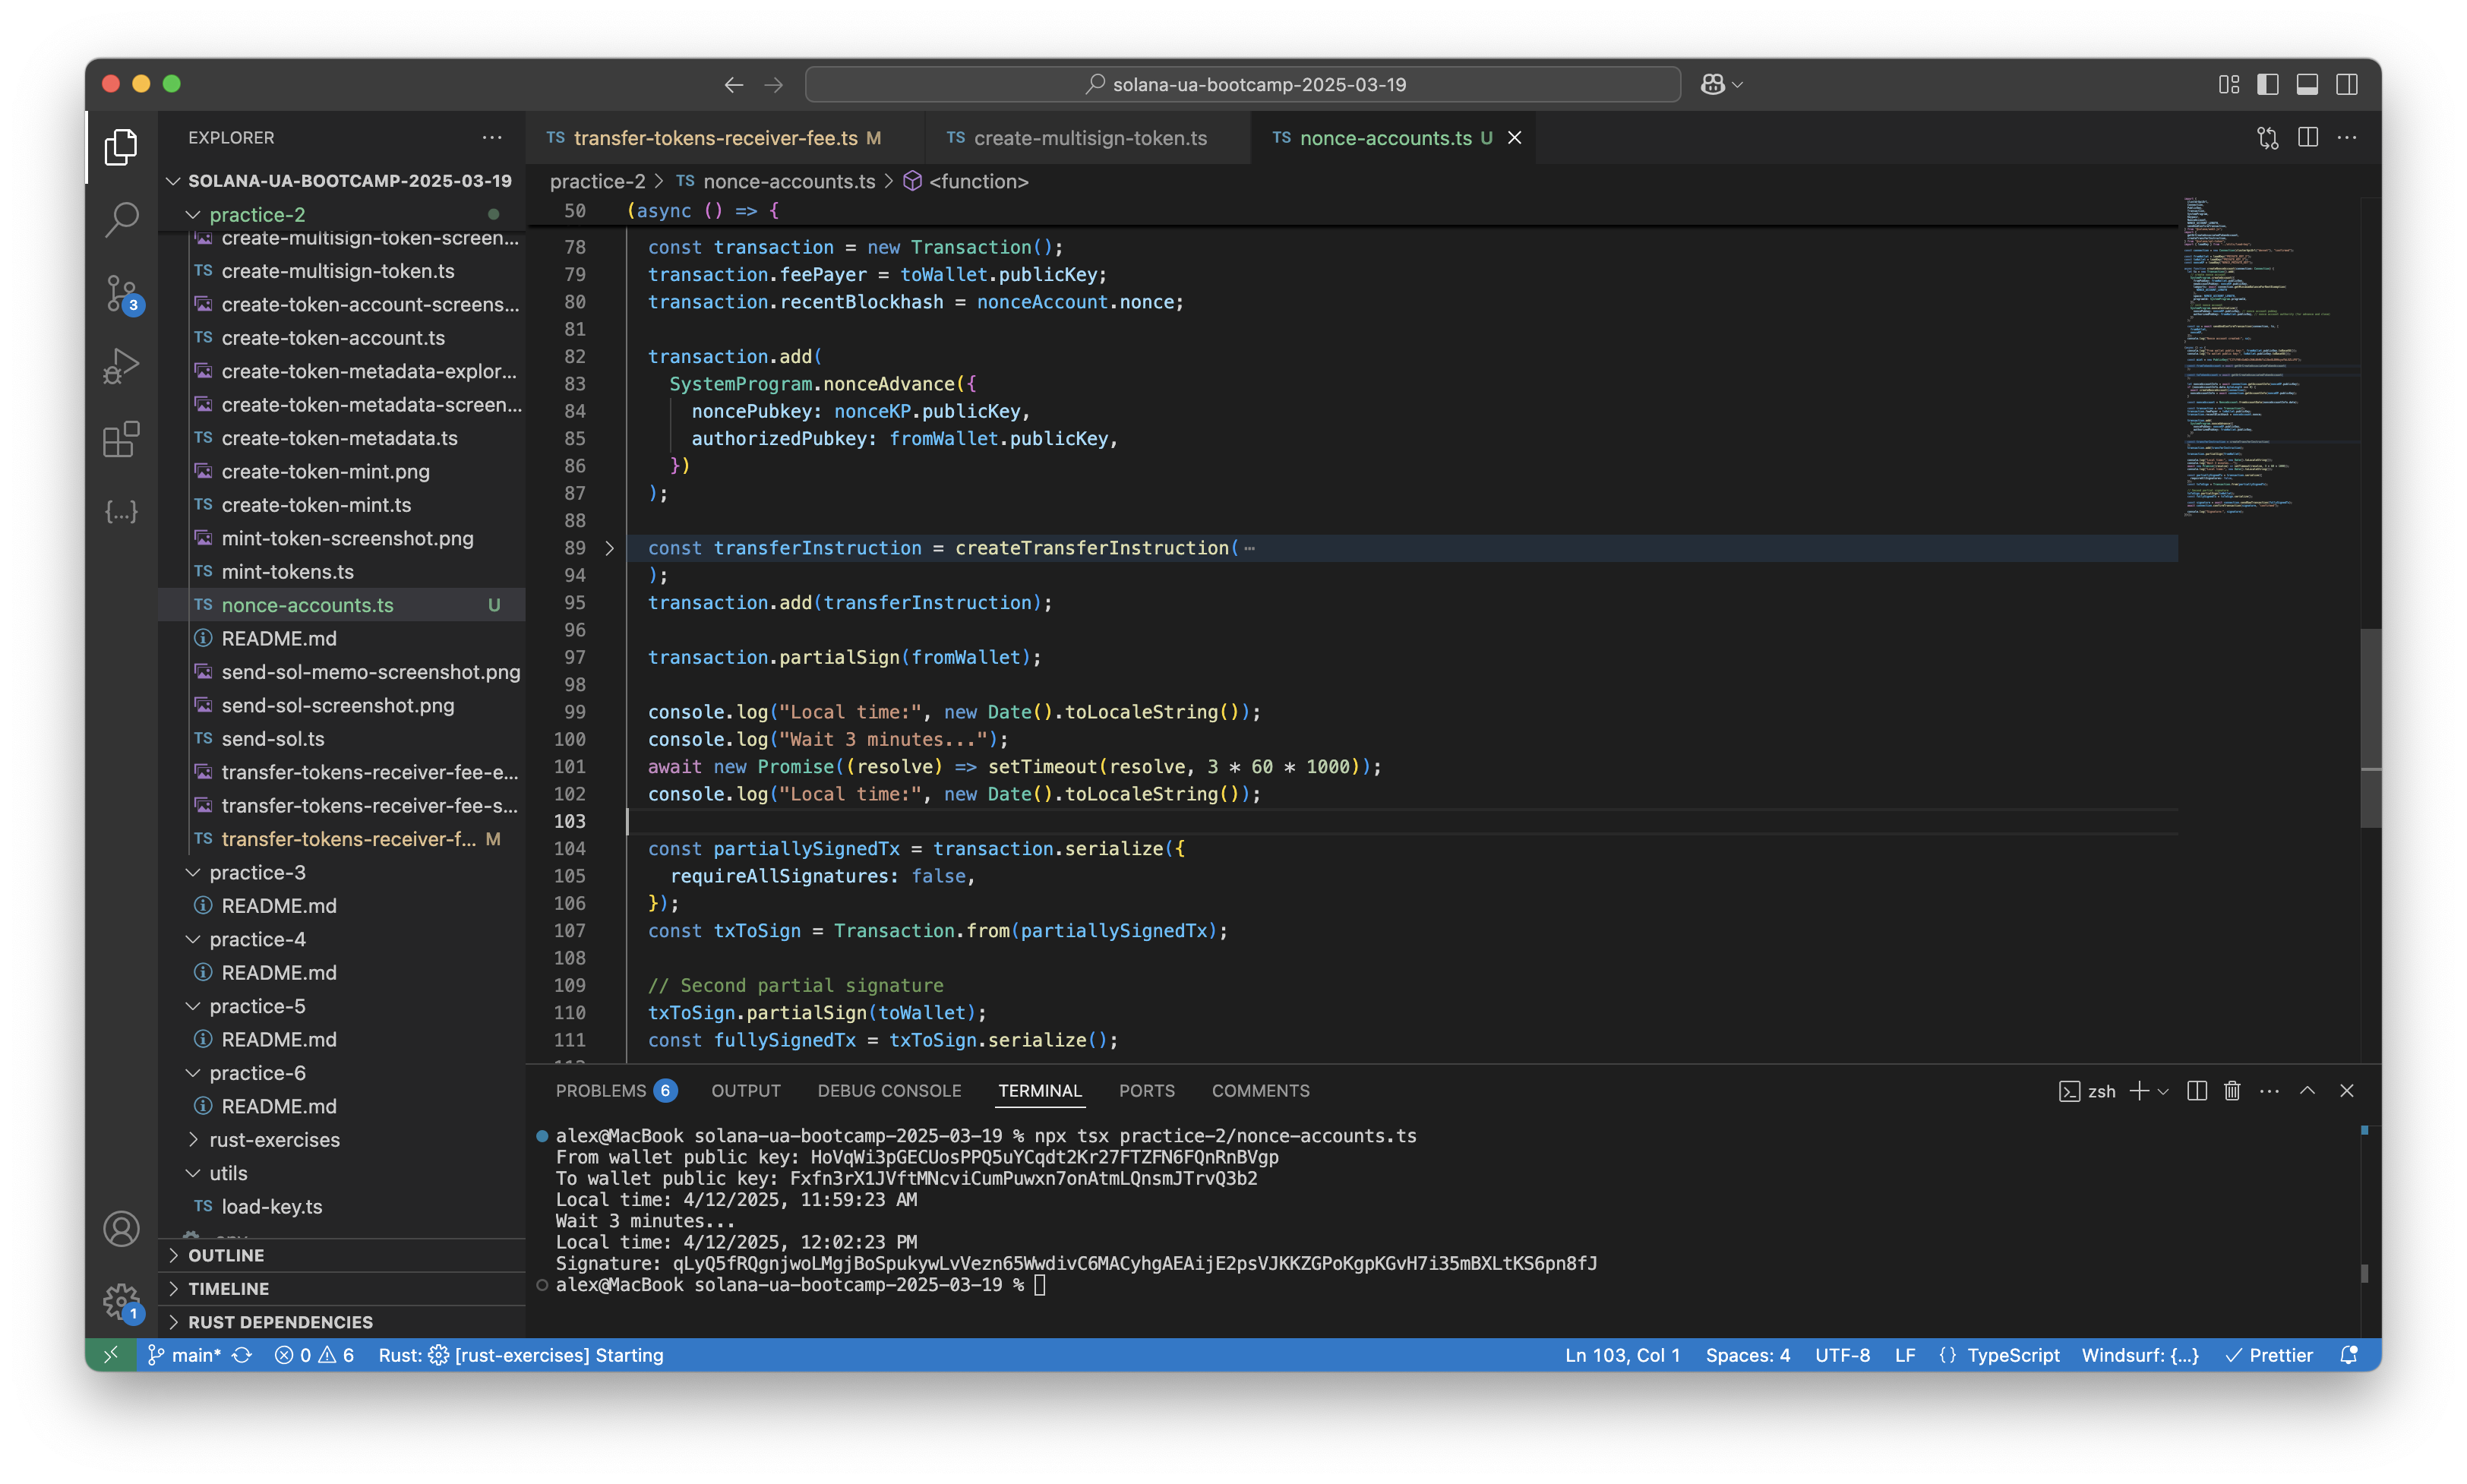 solana-ua-bootcamp-2025-03-19
EXPLORER
SOLANA-UA-BOOTCAMP-2025-03-19
practice-2
create-multisign-token-screen...
TS create-multisign-token.ts
create-token-account-screens...
TS create-token-account.ts
create-token-metadata-explor...
create-token-metadata-screen...
TS create-token-metadata.ts
create-token-mint.png
TS create-token-mint.ts
mint-token-screenshot.png
TS mint-tokens.ts
TS nonce-accounts.ts U
README.md
send-sol-memo-screenshot.png
send-sol-screenshot.png
TS send-sol.ts
transfer-tokens-receiver-fee-e...
transfer-tokens-receiver-fee-s...
TS transfer-tokens-receiver-f... M
practice-3
README.md
practice-4
README.md
practice-5
README.md
practice-6
README.md
rust-exercises
utils
TS load-key.ts
OUTLINE
TIMELINE
RUST DEPENDENCIES
3
1
TS transfer-tokens-receiver-fee.ts M
TS create-multisign-token.ts
TS nonce-accounts.ts U
practice-2 > TS nonce-accounts.ts > <function>
50 (async () => {
78 const transaction = new Transaction();
79 transaction.feePayer = toWallet.publicKey;
80 transaction.recentBlockhash = nonceAccount.nonce;
81
82 transaction.add(
83 SystemProgram.nonceAdvance({
84 noncePubkey: nonceKP.publicKey,
85 authorizedPubkey: fromWallet.publicKey,
86 })
87 );
88
89 const transferInstruction = createTransferInstruction(⋯
94 );
95 transaction.add(transferInstruction);
96
97 transaction.partialSign(fromWallet);
98
99 console.log("Local time:", new Date().toLocaleString());
100 console.log("Wait 3 minutes...");
101 await new Promise((resolve) => setTimeout(resolve, 3 * 60 * 1000));
102 console.log("Local time:", new Date().toLocaleString());
103
104 const partiallySignedTx = transaction.serialize({
105 requireAllSignatures: false,
106 });
107 const txToSign = Transaction.from(partiallySignedTx);
108
109 // Second partial signature
110 txToSign.partialSign(toWallet);
111 const fullySignedTx = txToSign.serialize();
PROBLEMS 6 OUTPUT DEBUG CONSOLE TERMINAL PORTS COMMENTS
zsh
alex@MacBook solana-ua-bootcamp-2025-03-19 % npx tsx practice-2/nonce-accounts.ts
From wallet public key: HoVqWi3pGECUosPPQ5uYCqdt2Kr27FTZFN6FQnRnBVgp
To wallet public key: Fxfn3rX1JVftMNcviCumPuwxn7onAtmLQnsmJTrvQ3b2
Local time: 4/12/2025, 11:59:23 AM
Wait 3 minutes...
Local time: 4/12/2025, 12:02:23 PM
Signature: qLyQ5fRQgnjwoLMgjBoSpukywLvVezn65WwdivC6MACyhgAEAijE2psVJKKZGPoKgpKGvH7i35mBXLtKS6pn8fJ
alex@MacBook solana-ua-bootcamp-2025-03-19 %
main* 0 6 Rust: [rust-exercises] Starting
Ln 103, Col 1 Spaces: 4 UTF-8 LF {} TypeScript Windsurf: {...} Prettier